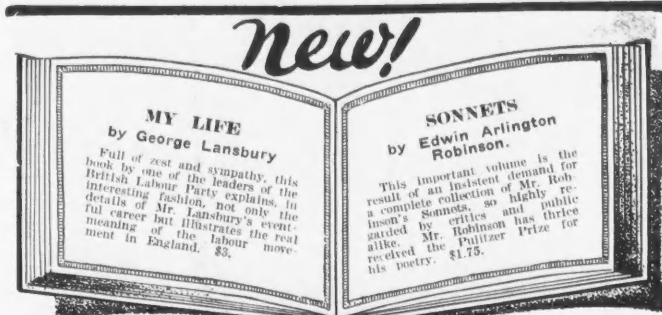 New!
MY LIFE
by George Lansbury
Full of zest and sympathy, this
book by one of the leaders of the
British Labour Party explains, in
interesting fashion, not only the
details of Mr. Lansbury's event-
ful career but illustrates the real
meaning of the labour move-
ment in England. $3.
SONNETS
by Edwin Arlington
Robinson.
This important volume is the
result of an insistent demand for
a complete collection of Mr. Rob-
inson's Sonnets, so highly re-
garded by critics and public
alike. Mr. Robinson has thrice
received the Pulitzer Prize for
his poetry. $1.75.